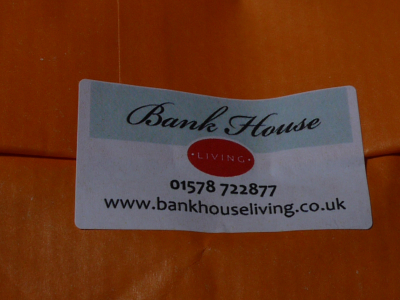 Bank House
·LIVING·
01578 722877
www.bankhouseliving.co.uk